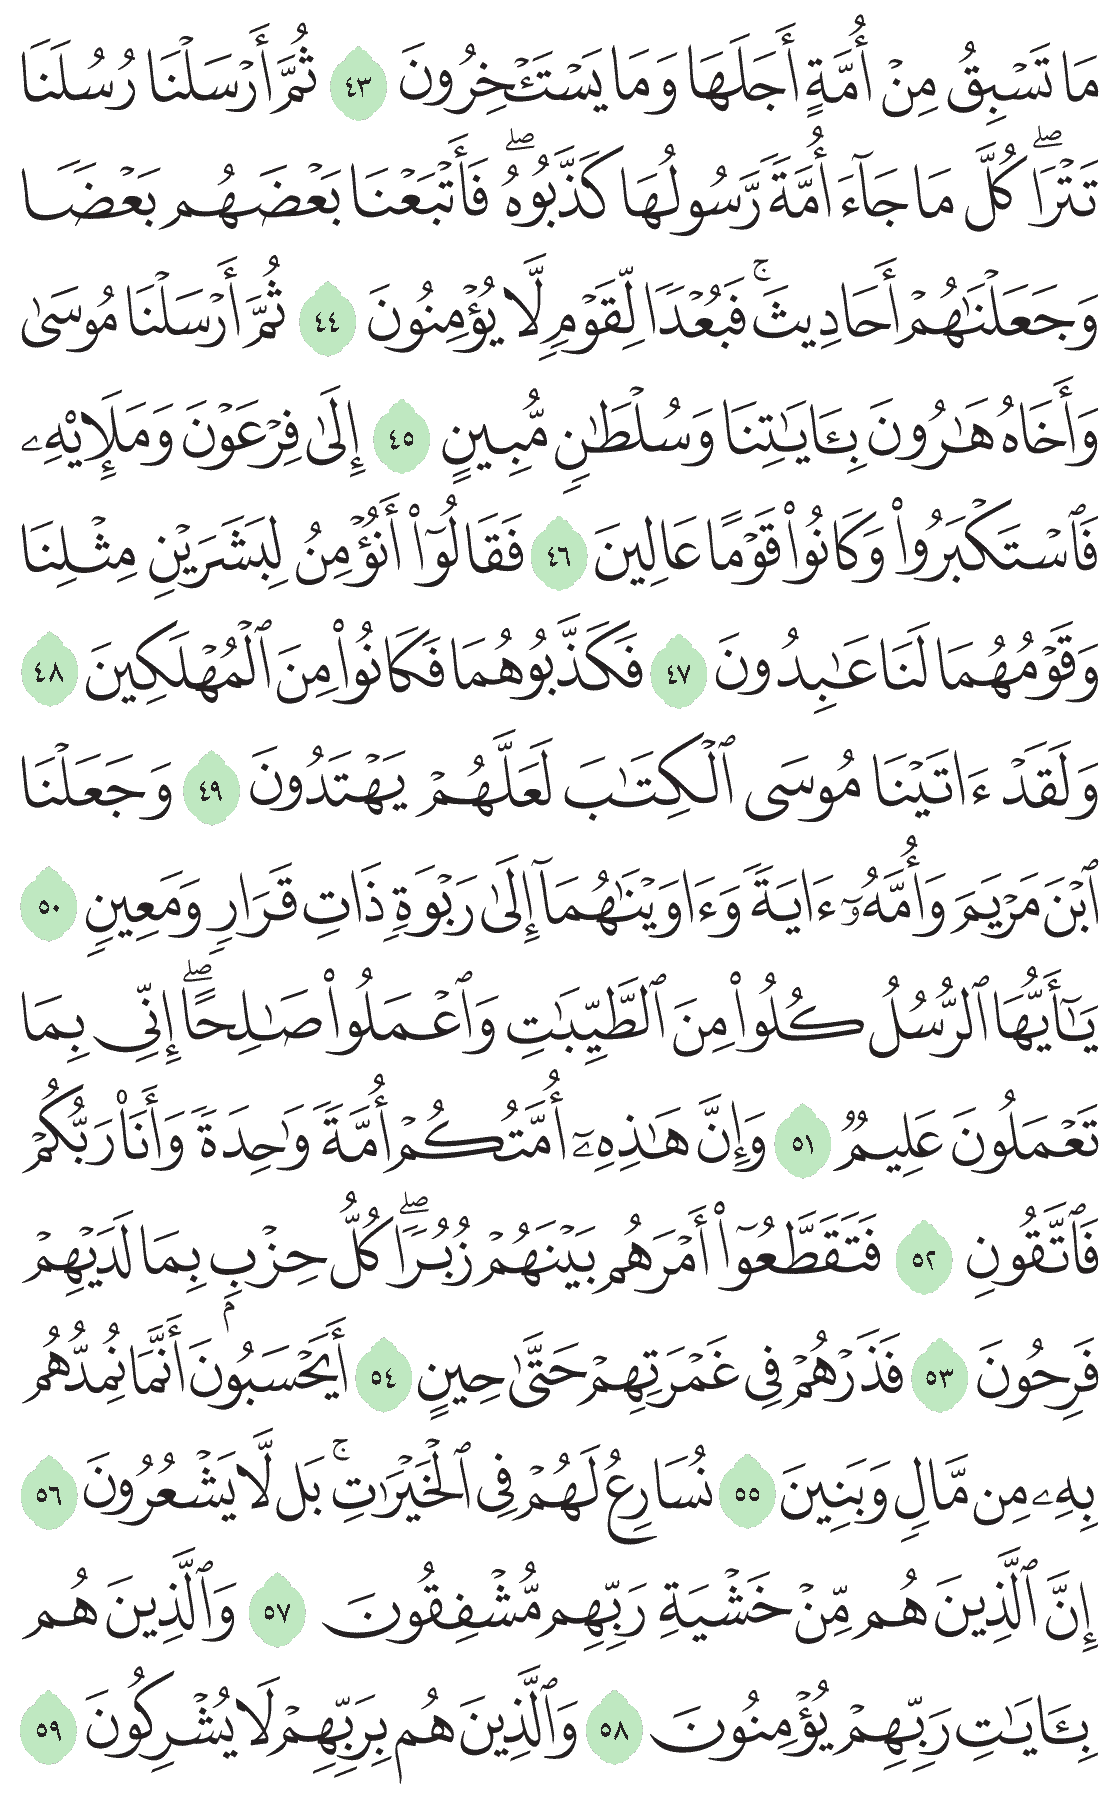 مَا تَسۡبِقُ مِنۡ أُمَّةٍ أَجَلَهَا وَمَا يَسۡتَـٔۡخِرُونَ ٤٣ ثُمَّ أَرۡسَلۡنَا رُسُلَنَا
تَتۡرَاۖ كُلَّ مَا جَآءَ أُمَّةٗ رَّسُولُهَا كَذَّبُوهُۖ فَأَتۡبَعۡنَا بَعۡضَهُم بَعۡضٗا
وَجَعَلۡنَٰهُمۡ أَحَادِيثَۚ فَبُعۡدٗا لِّقَوۡمٖ لَّا يُؤۡمِنُونَ ٤٤ ثُمَّ أَرۡسَلۡنَا مُوسَىٰ
وَأَخَاهُ هَٰرُونَ بِـَٔايَٰتِنَا وَسُلۡطَٰنٖ مُّبِينٍ ٤٥ إِلَىٰ فِرۡعَوۡنَ وَمَلَإِيْهِۦ
فَٱسۡتَكۡبَرُواْ وَكَانُواْ قَوۡمًا عَالِينَ ٤٦ فَقَالُوٓاْ أَنُؤۡمِنُ لِبَشَرَيۡنِ مِثۡلِنَا
وَقَوۡمُهُمَا لَنَا عَٰبِدُونَ ٤٧ فَكَذَّبُوهُمَا فَكَانُواْ مِنَ ٱلۡمُهۡلَكِينَ ٤٨
وَلَقَدۡ ءَاتَيۡنَا مُوسَى ٱلۡكِتَٰبَ لَعَلَّهُمۡ يَهۡتَدُونَ ٤٩ وَجَعَلۡنَا
ٱبۡنَ مَرۡيَمَ وَأُمَّهُۥٓ ءَايَةٗ وَءَاوَيۡنَٰهُمَآ إِلَىٰ رَبۡوَةٖ ذَاتِ قَرَارٖ وَمَعِينٖ ٥٠
يَٰٓأَيُّهَا ٱلرُّسُلُ كُلُواْ مِنَ ٱلطَّيِّبَٰتِ وَٱعۡمَلُواْ صَٰلِحًاۖ إِنِّي بِمَا
تَعۡمَلُونَ عَلِيمٞ ٥١ وَإِنَّ هَٰذِهِۦٓ أُمَّتُكُمۡ أُمَّةٗ وَٰحِدَةٗ وَأَنَا۠ رَبُّكُمۡ
فَٱتَّقُونِ ٥٢ فَتَقَطَّعُوٓاْ أَمۡرَهُم بَيۡنَهُمۡ زُبُرٗاۖ كُلُّ حِزۡبِۭ بِمَا لَدَيۡهِمۡ
فَرِحُونَ ٥٣ فَذَرۡهُمۡ فِي غَمۡرَتِهِمۡ حَتَّىٰ حِينٍ ٥٤ أَيَحۡسَبُونَ أَنَّمَا نُمِدُّهُم
بِهِۦ مِن مَّالٖ وَبَنِينَ ٥٥ نُسَارِعُ لَهُمۡ فِي ٱلۡخَيۡرَٰتِۚ بَل لَّا يَشۡعُرُونَ ٥٦
إِنَّ ٱلَّذِينَ هُم مِّنۡ خَشۡيَةِ رَبِّهِم مُّشۡفِقُونَ ٥٧ وَٱلَّذِينَ هُم
بِـَٔايَٰتِ رَبِّهِمۡ يُؤۡمِنُونَ ٥٨ وَٱلَّذِينَ هُم بِرَبِّهِمۡ لَا يُشۡرِكُونَ ٥٩